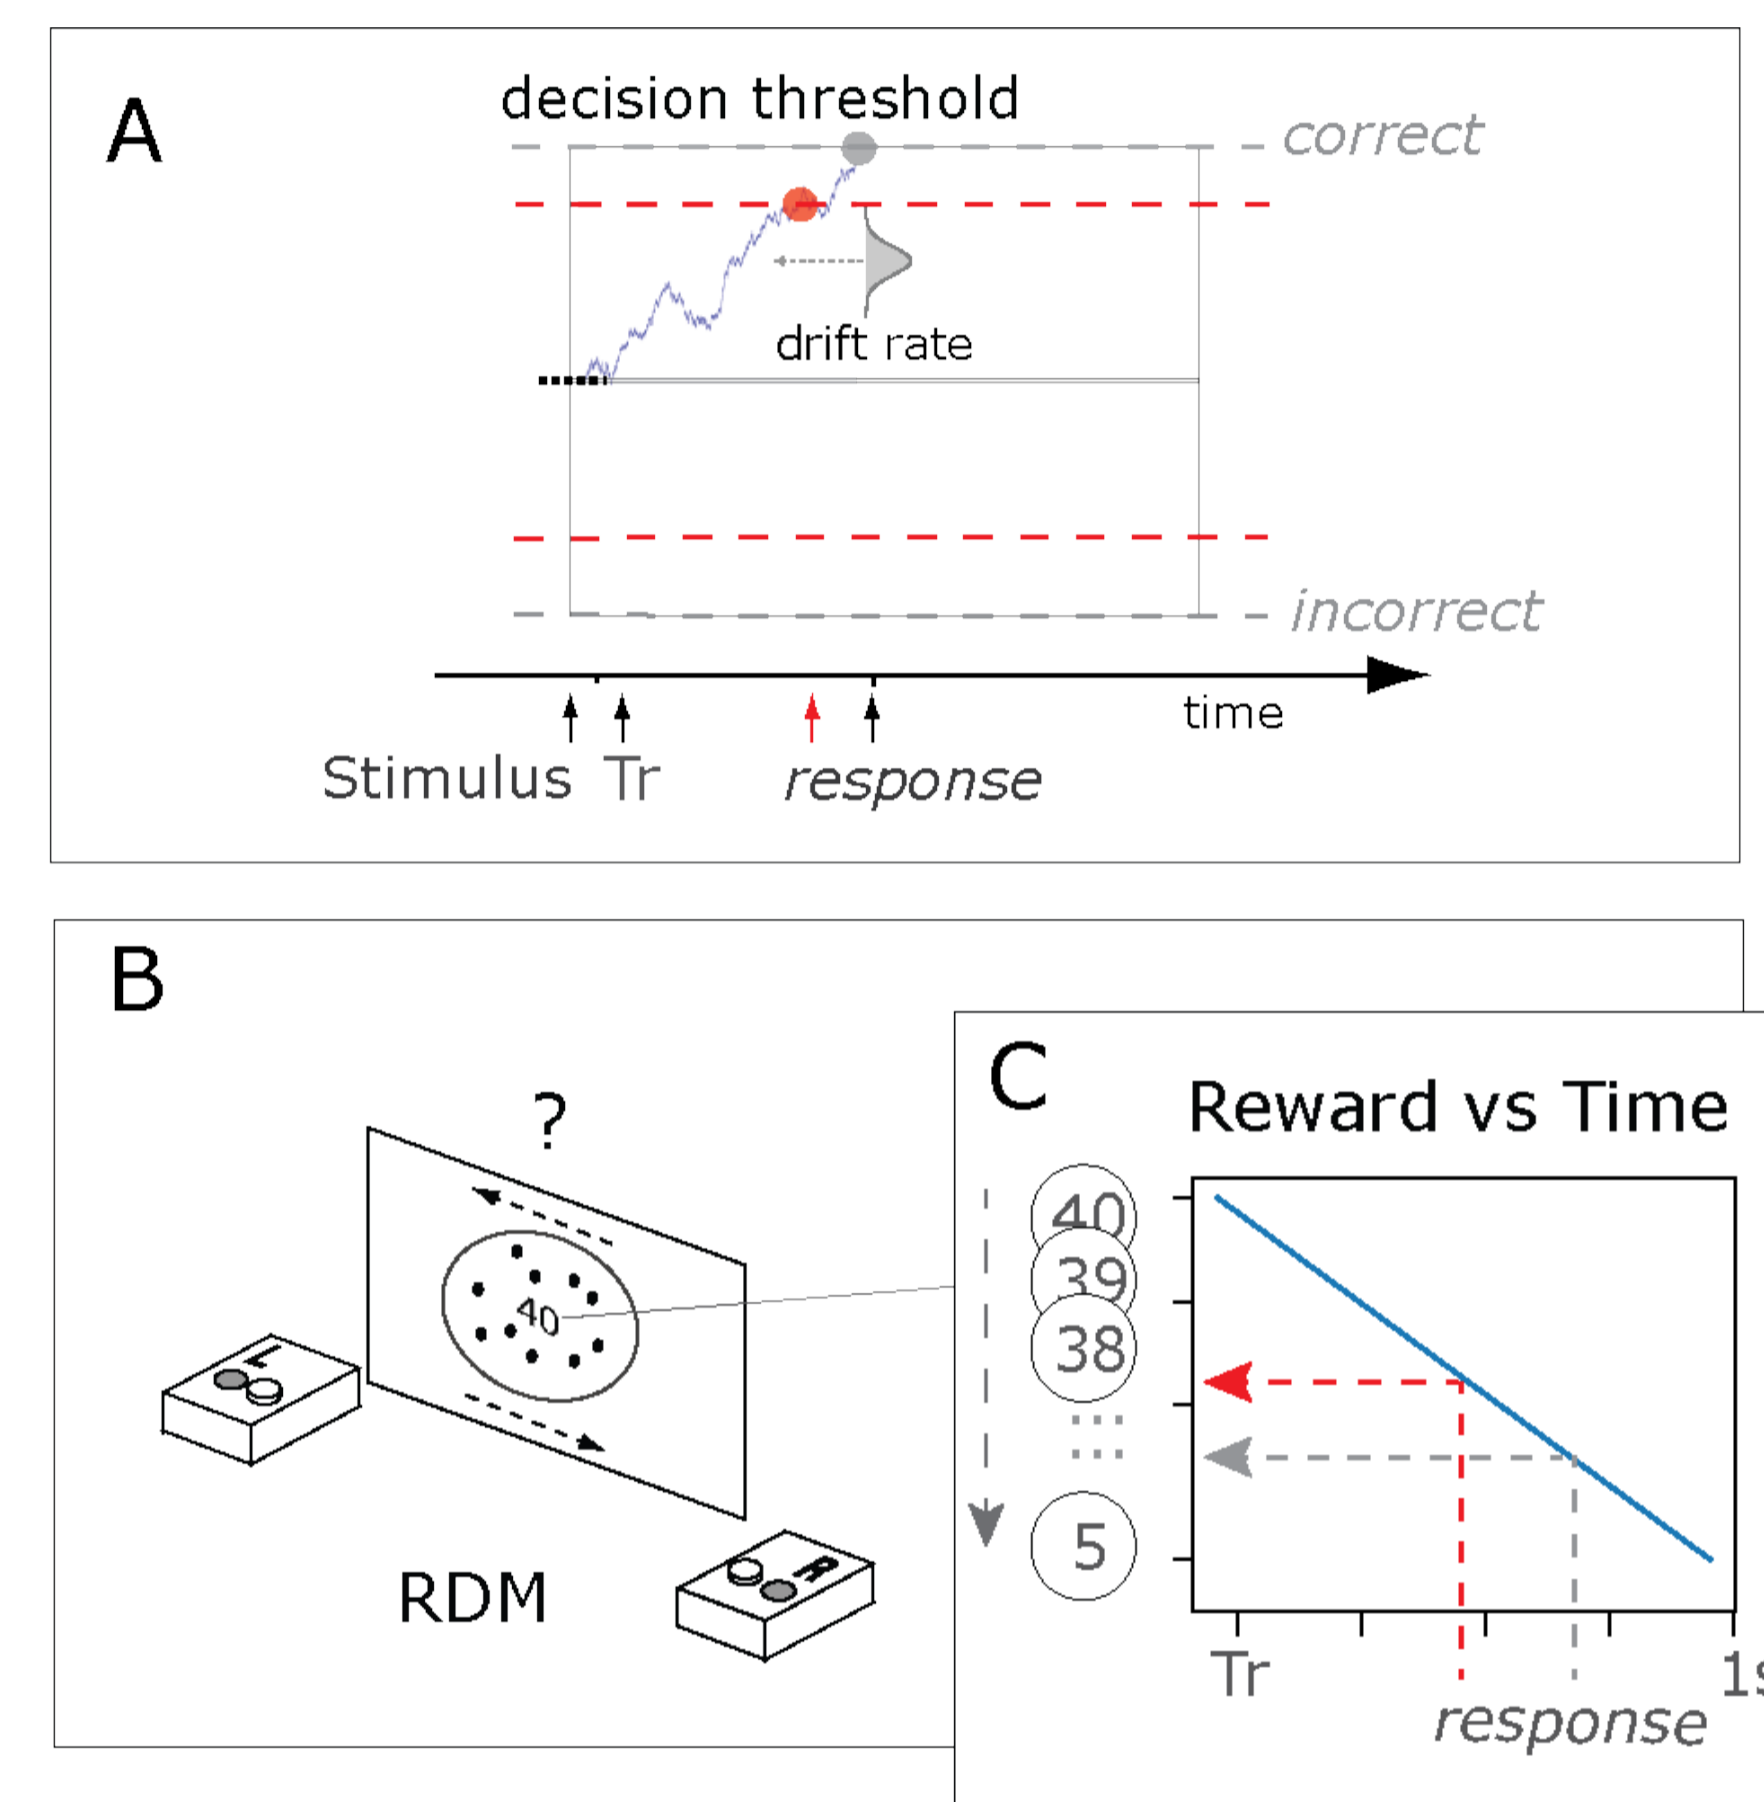 A
decision threshold
correct
drift rate
incorrect
time
Stimulus Tr response
B
?
40
L
R
RDM
C
Reward vs Time
40
39
38
5
Tr 1s
response